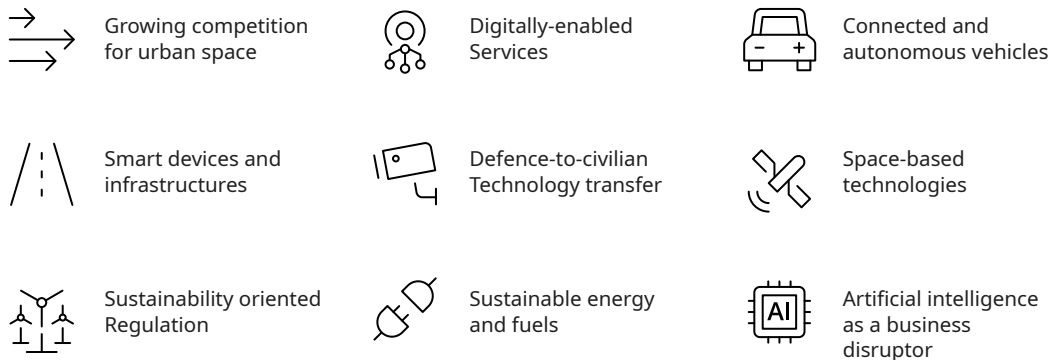 Growing competition
for urban space
Digitally-enabled
Services
Connected and
autonomous vehicles
Smart devices and
infrastructures
Defence-to-civilian
Technology transfer
Space-based
technologies
Sustainability oriented
Regulation
Sustainable energy
and fuels
AI
Artificial intelligence
as a business
disruptor